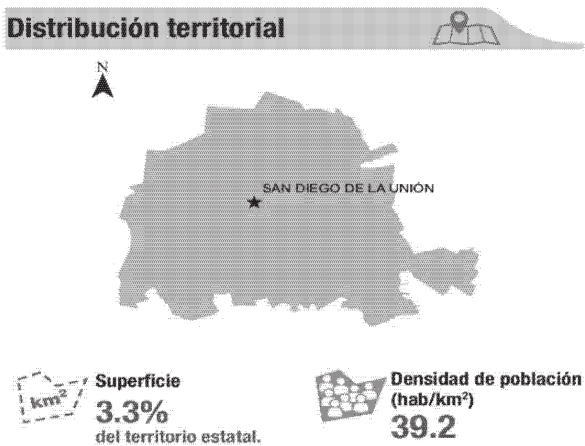 Distribución territorial
N
SAN DIEGO DE LA UNIÓN
km²
Superficie
3.3%
del territorio estatal.
Densidad de población
(hab/km²)
39.2